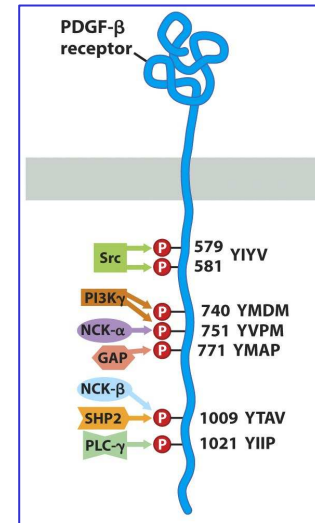 PDGF-β
receptor
Src
P 579 YIYV
P 581
PI3Kγ
P 740 YMDM
NCK-α P 751 YVPM
GAP P 771 YMAP
NCK-β
SHP2 P 1009 YTAV
PLC-γ P 1021 YIIP